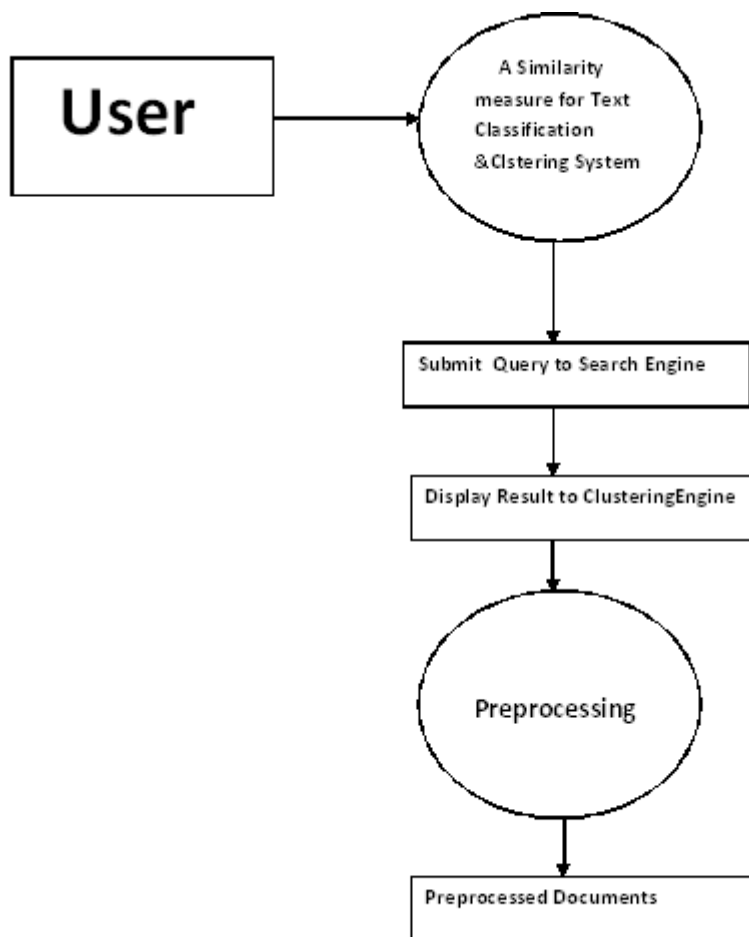 User
A Similarity
measure for Text
Classification
&Clstering System
Submit Query to Search Engine
Display Result to ClusteringEngine
Preprocessing
Preprocessed Documents